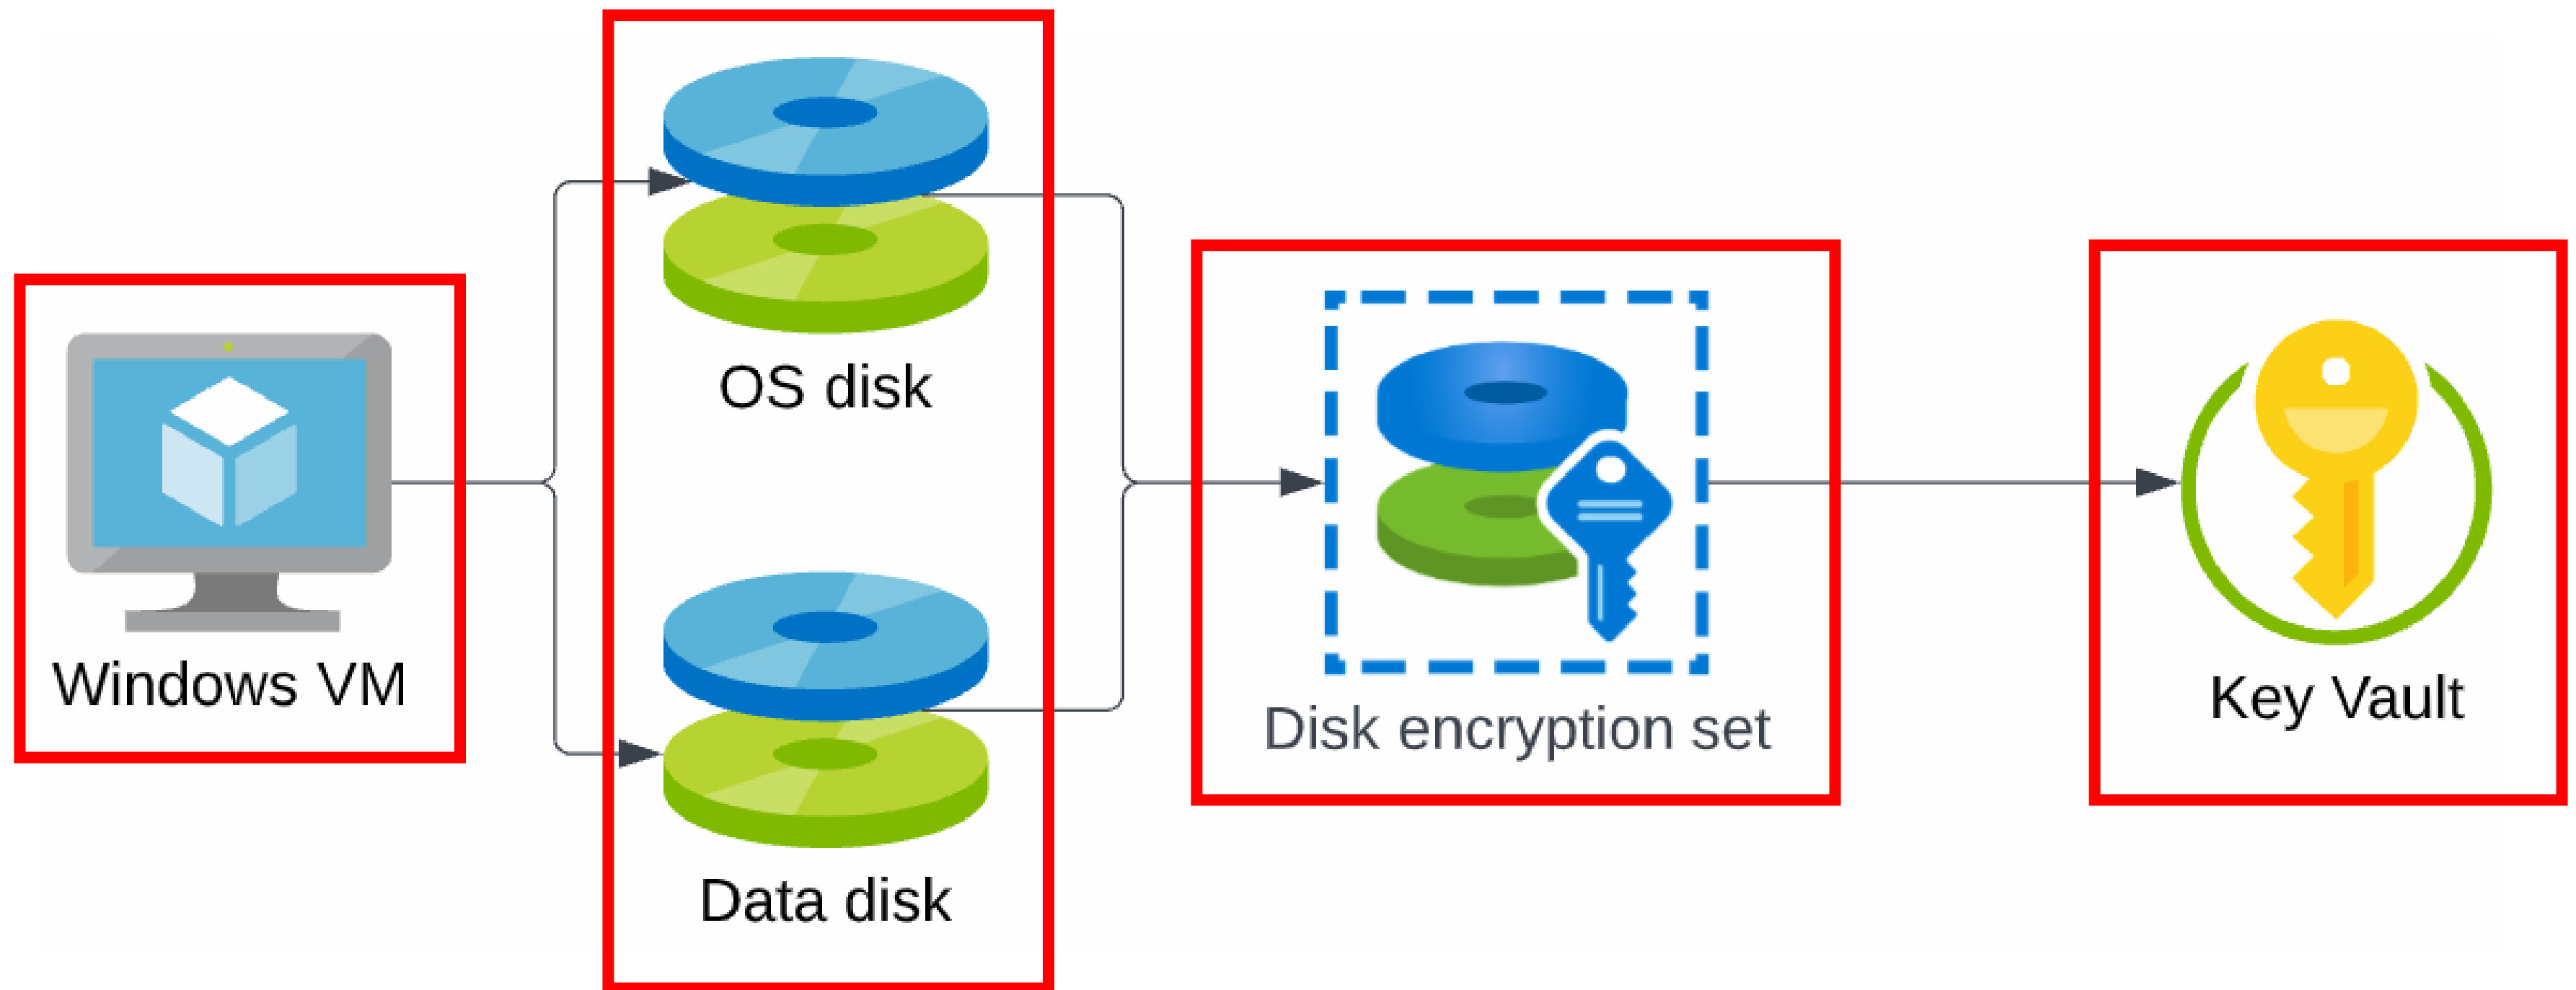 Windows VM
OS disk
Data disk
Disk encryption set
Key Vault